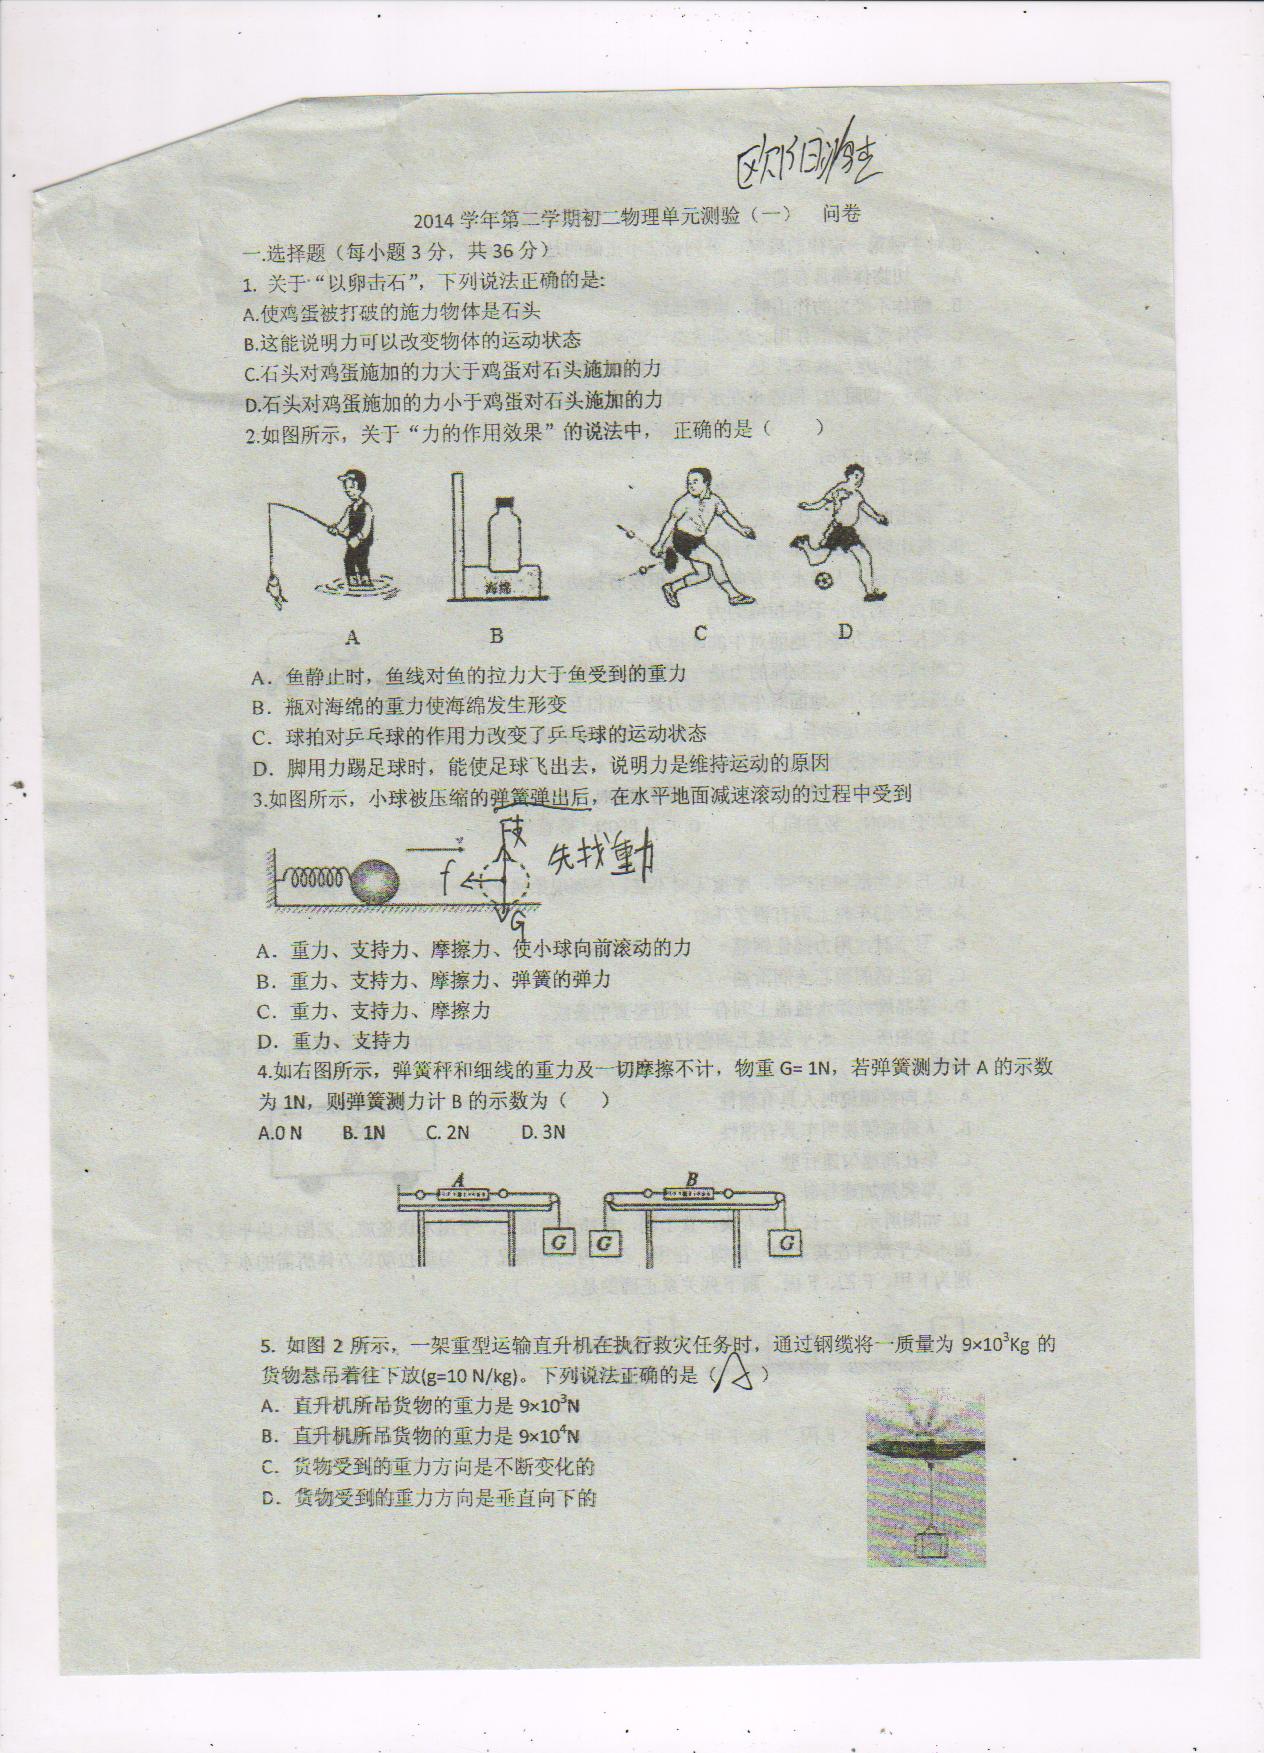 欧阳
2014 学年第二学期初二物理单元测验（一） 问卷
一.选择题（每小题 3 分，共 36 分）
1. 关于“以卵击石”，下列说法正确的是:
A.使鸡蛋被打破的施力物体是石头
B.这能说明力可以改变物体的运动状态
C.石头对鸡蛋施加的力大于鸡蛋对石头施加的力
D.石头对鸡蛋施加的力小于鸡蛋对石头施加的力
2.如图所示，关于“力的作用效果”的说法中， 正确的是（ ）
海绵
A B C D
A．鱼静止时，鱼线对鱼的拉力大于鱼受到的重力
B．瓶对海绵的重力使海绵发生形变
C．球拍对乒乓球的作用力改变了乒乓球的运动状态
D．脚用力踢足球时，能使足球飞出去，说明力是维持运动的原因
3.如图所示，小球被压缩的弹簧弹出后，在水平地面减速滚动的过程中受到
F支
v
f
先找重力
G
A．重力、支持力、摩擦力、使小球向前滚动的力
B．重力、支持力、摩擦力、弹簧的弹力
C．重力、支持力、摩擦力
D．重力、支持力
4.如右图所示，弹簧秤和细线的重力及一切摩擦不计，物重 G= 1N，若弹簧测力计 A 的示数
为 1N，则弹簧测力计 B 的示数为（ ）
A.0 N B. 1N C. 2N D. 3N
A B
G G G
5. 如图 2 所示，一架重型运输直升机在执行救灾任务时，通过钢缆将一质量为 9×10³Kg 的
货物悬吊着往下放(g=10 N/kg)。下列说法正确的是（A）
A．直升机所吊货物的重力是 9×10³N
B．直升机所吊货物的重力是 9×10⁴N
C．货物受到的重力方向是不断变化的
D．货物受到的重力方向是垂直向下的